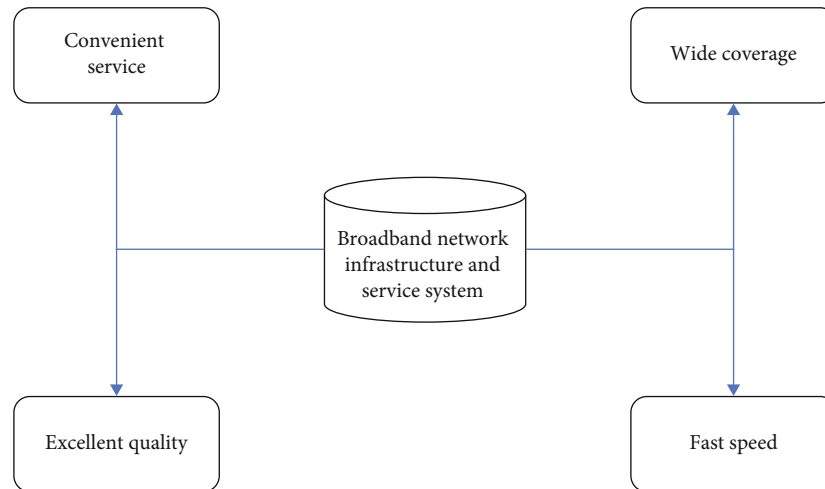 Convenient
service
Wide coverage
Broadband network
infrastructure and
service system
Excellent quality
Fast speed